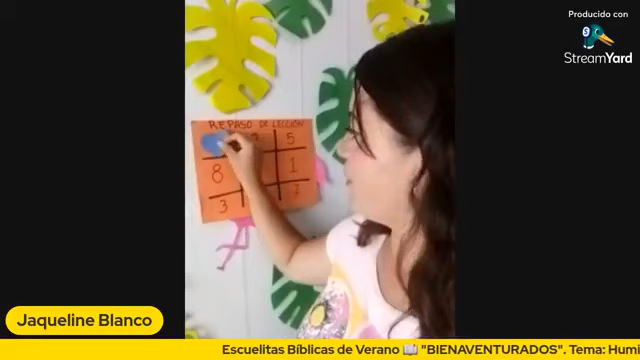 Producido con
StreamYard
REPASO DE LECCIÓN
5
8 1
3 7
Jaqueline Blanco
Escuelitas Bíblicas de Verano 📖 "BIENAVENTURADOS". Tema: Humi